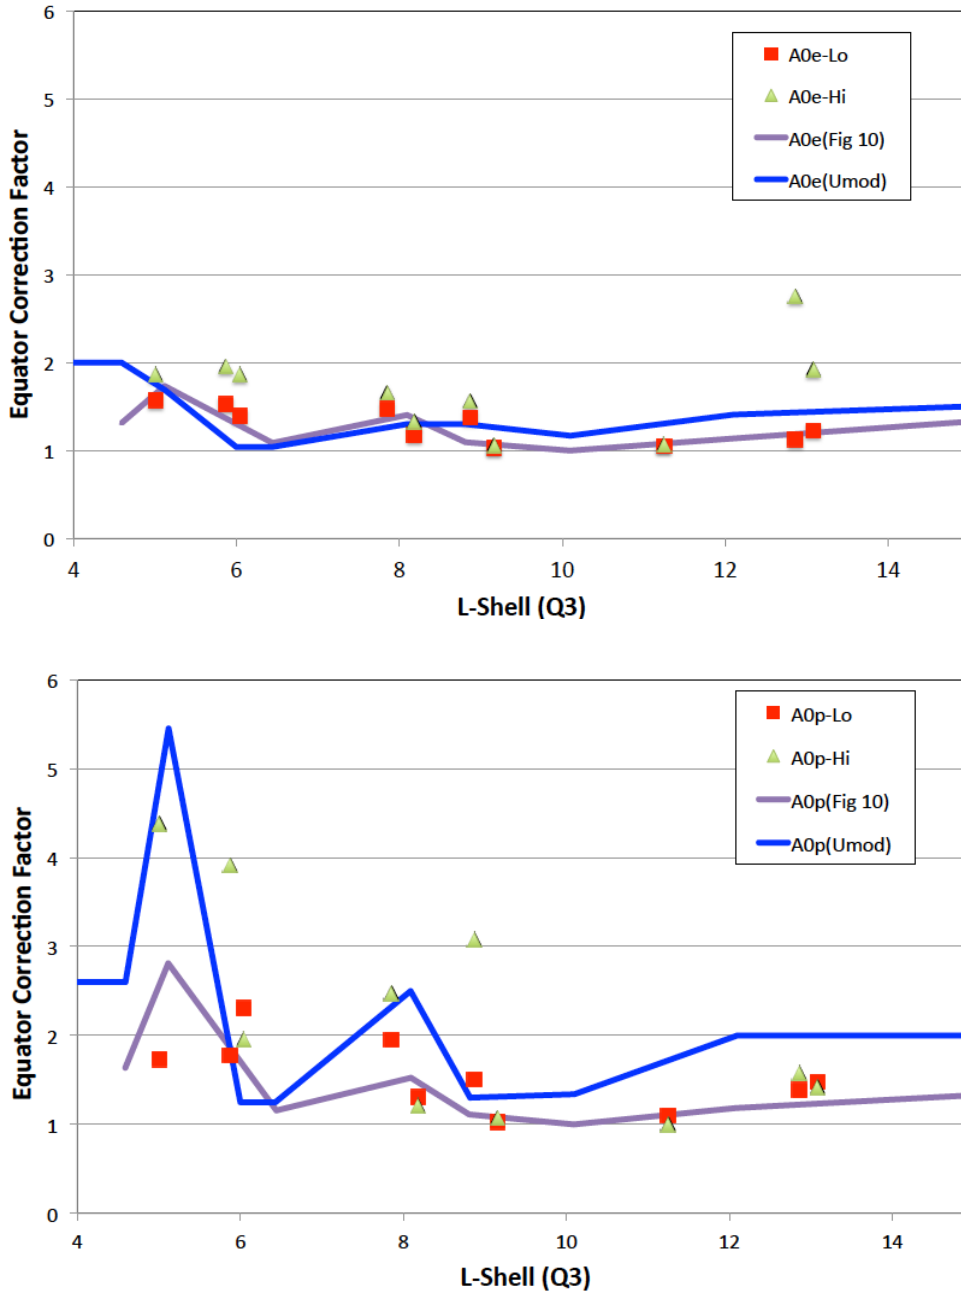 6
5
4
3
2
1
0
Equator Correction Factor
A0e-Lo
A0e-Hi
A0e(Fig 10)
A0e(Umod)
4 6 8 10 12 14
L-Shell (Q3)
6
5
4
3
2
1
0
Equator Correction Factor
A0p-Lo
A0p-Hi
A0p(Fig 10)
A0p(Umod)
4 6 8 10 12 14
L-Shell (Q3)